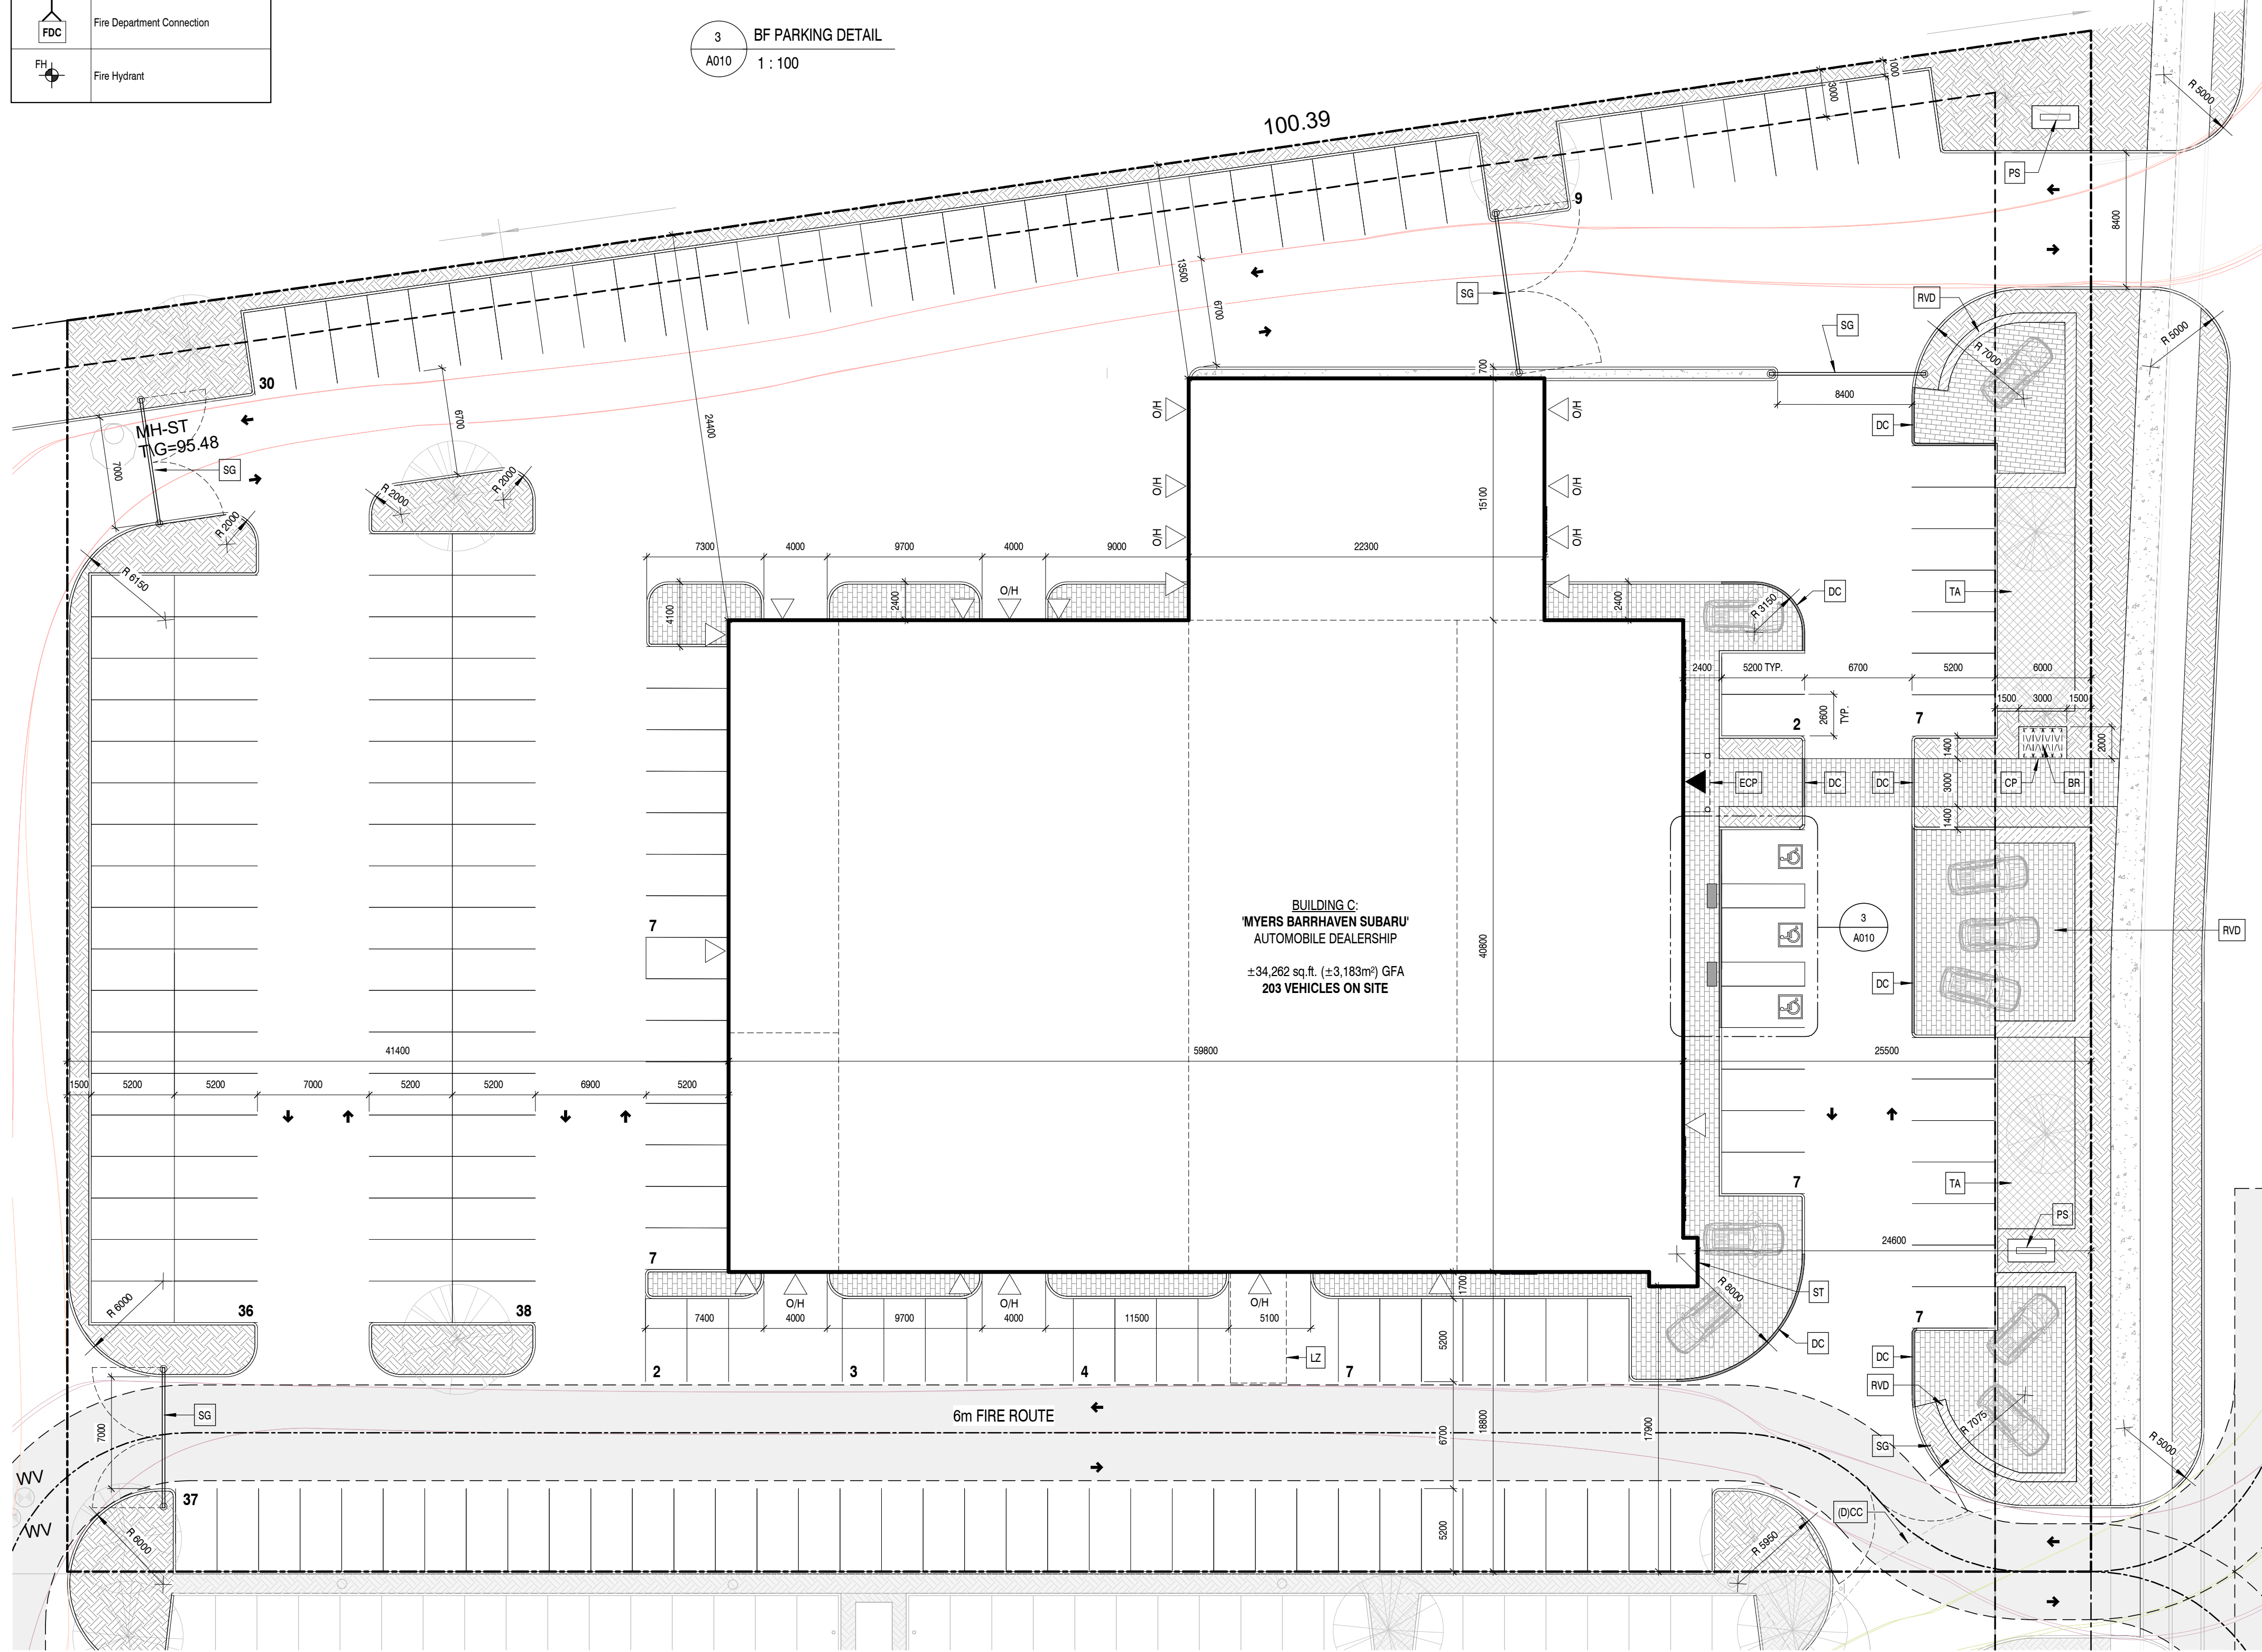 FDC
Fire Department Connection
FH
Fire Hydrant
3
A010
BF PARKING DETAIL
1 : 100
100.39
1000
3000
R 5000
PS
8400
9
13500
6700
SG
RVD
SG
R 7000
R 5000
30
6700
24400
700
8400
DC
MH-ST
T\G=95.48
7000
SG
R 2000
R 2000
R 2000
R 6150
O/H
O/H
O/H
O/H
O/H
O/H
15100
7300
4000
9700
4000
9000
22300
O/H
4100
2400
2400
R 3150
DC
TA
2400
5200 TYP.
6700
5200
6000
1500
3000
1500
2600
TYP.
2
7
1400
2000
ECP
DC
DC
3000
CP
BR
1400
BUILDING C:
'MYERS BARRHAVEN SUBARU'
AUTOMOBILE DEALERSHIP
±34,262 sq.ft. (±3,183m²) GFA
203 VEHICLES ON SITE
40800
7
3
A010
RVD
DC
41400
59800
25500
1500
5200
5200
7000
5200
5200
6900
5200
7
TA
PS
24600
7
R 6000
36
38
O/H
O/H
O/H
1700
R 8000
ST
7400
4000
9700
4000
11500
5100
5200
LZ
DC
7
DC
RVD
2
3
4
7
R 7075
6m FIRE ROUTE
SG
7000
6700
18800
17900
SG
R 5000
WV
WV
37
R 6000
5200
R 5950
(D)CC